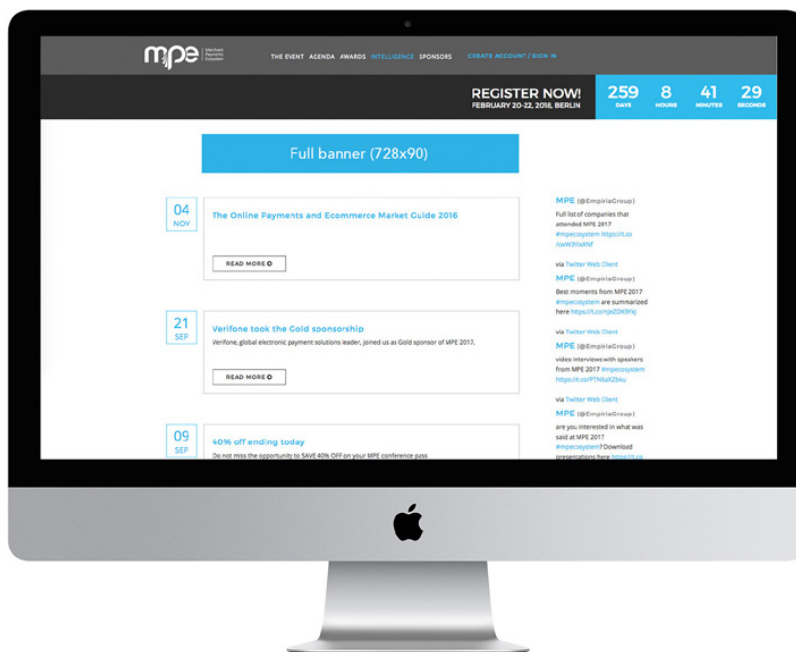 mpe Merchant
Payments
Ecosystem
THE EVENT AGENDA AWARDS INTELLIGENCE SPONSORS CREATE ACCOUNT / SIGN IN
REGISTER NOW!
FEBRUARY 20-22, 2018, BERLIN
259 8 41 29
DAYS HOURS MINUTES SECONDS
Full banner (728x90)
04
NOV
The Online Payments and Ecommerce Market Guide 2016
READ MORE
21
SEP
Verifone took the Gold sponsorship
Verifone, global electronic payment solutions leader, joined us as Gold sponsor of MPE 2017.
READ MORE
09
SEP
40% off ending today
Do not miss the opportunity to SAVE 40% OFF on your MPE conference pass
MPE (@EmpiriaGroup)
Full list of companies that
attended MPE 2017
#mpecosystem https://t.co
via Twitter Web Client
MPE (@EmpiriaGroup)
Best moments from MPE 2017
#mpecosystem are summarized
here
via Twitter Web Client
MPE (@EmpiriaGroup)
video interviews with speakers
from MPE 2017 #mpecosystem
via Twitter Web Client
MPE (@EmpiriaGroup)
are you interested in what was
said at MPE 2017
#mpecosystem? Download
presentations here https://t.co